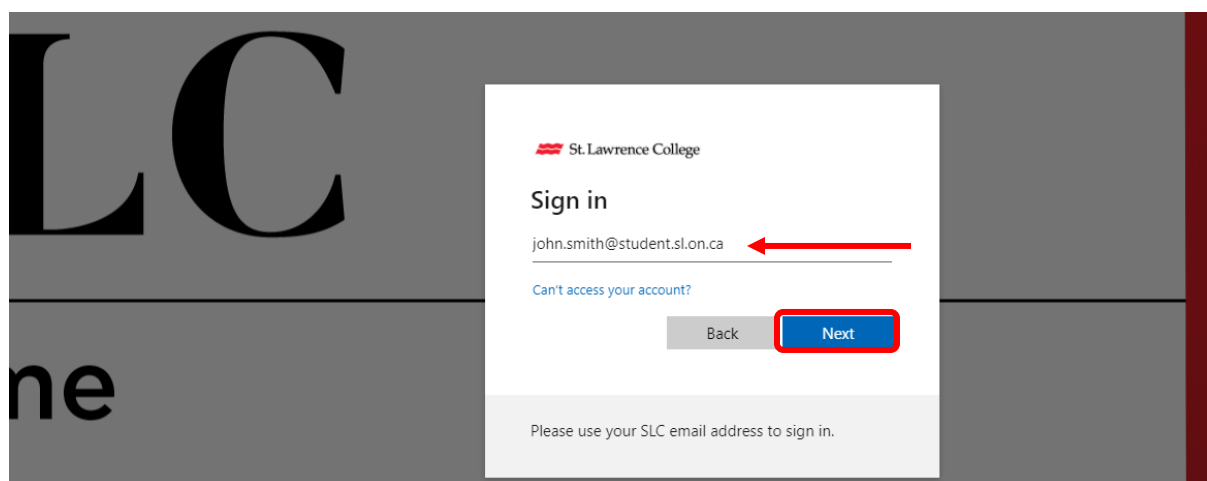 LC
St. Lawrence College
Sign in
john.smith@student.sl.on.ca
Can't access your account?
Back Next
me
Please use your SLC email address to sign in.